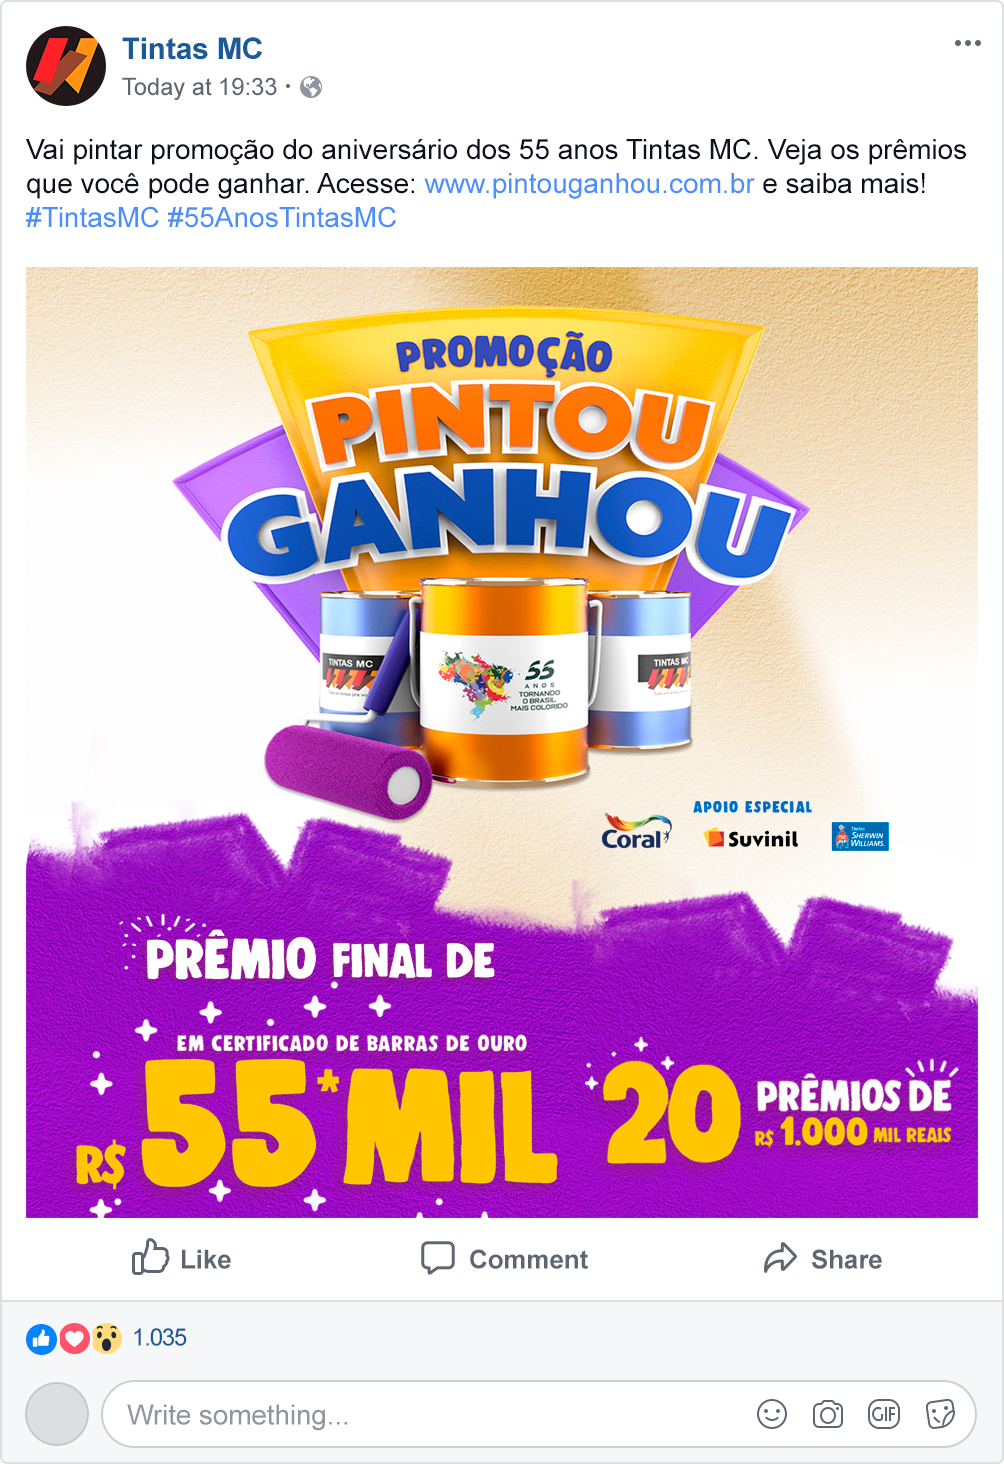 Tintas MC
Today at 19:33 ·
Vai pintar promoção do aniversário dos 55 anos Tintas MC. Veja os prêmios
que você pode ganhar. Acesse: www.pintouganhou.com.br e saiba mais!
#TintasMC #55AnosTintasMC
PROMOÇÃO
PINTOU
GANHOU
TINTAS MC
55
ANOS
TORNANDO
O BRASIL
MAIS COLORIDO
TINTAS MC
APOIO ESPECIAL
Coral
Suvinil
TINTAS
SHERWIN
WILLIAMS.
PRÊMIO FINAL DE
EM CERTIFICADO DE BARRAS DE OURO
R$ 55*MIL
20 PRÊMIOS DE
R$ 1.000 MIL REAIS
Like
Comment
Share
1.035
Write something...
GIF